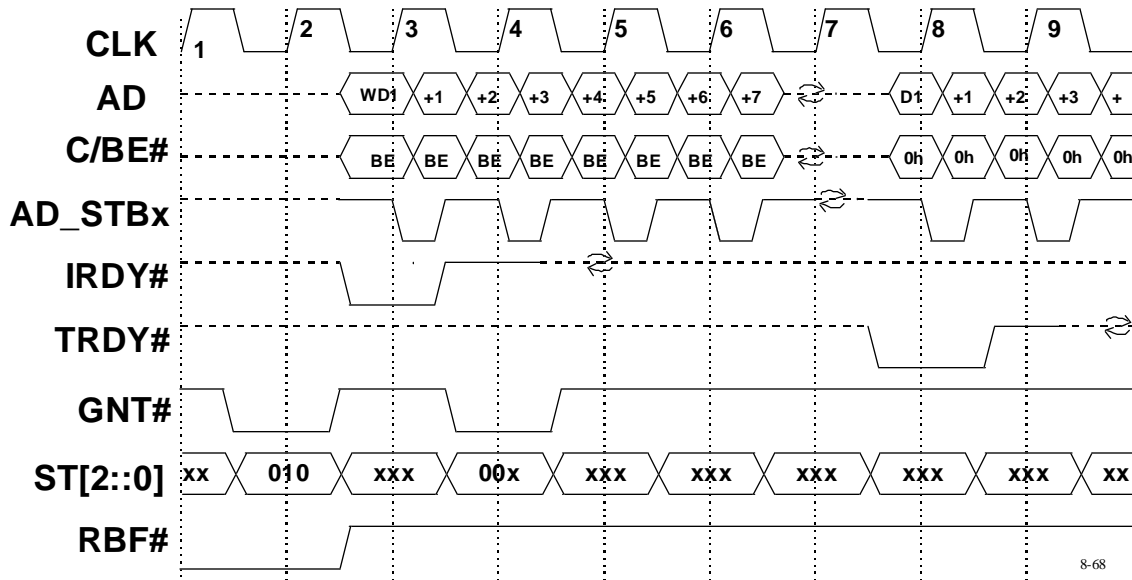 CLK 1 2 3 4 5 6 7 8 9
AD WD1 +1 +2 +3 +4 +5 +6 +7 D1 +1 +2 +3 +
C/BE# BE BE BE BE BE BE BE BE 0h 0h 0h 0h 0h
AD_STBx
IRDY#
TRDY#
GNT#
ST[2::0] xx 010 xxx 00x xxx xxx xxx xxx xxx xx
RBF#
8-68